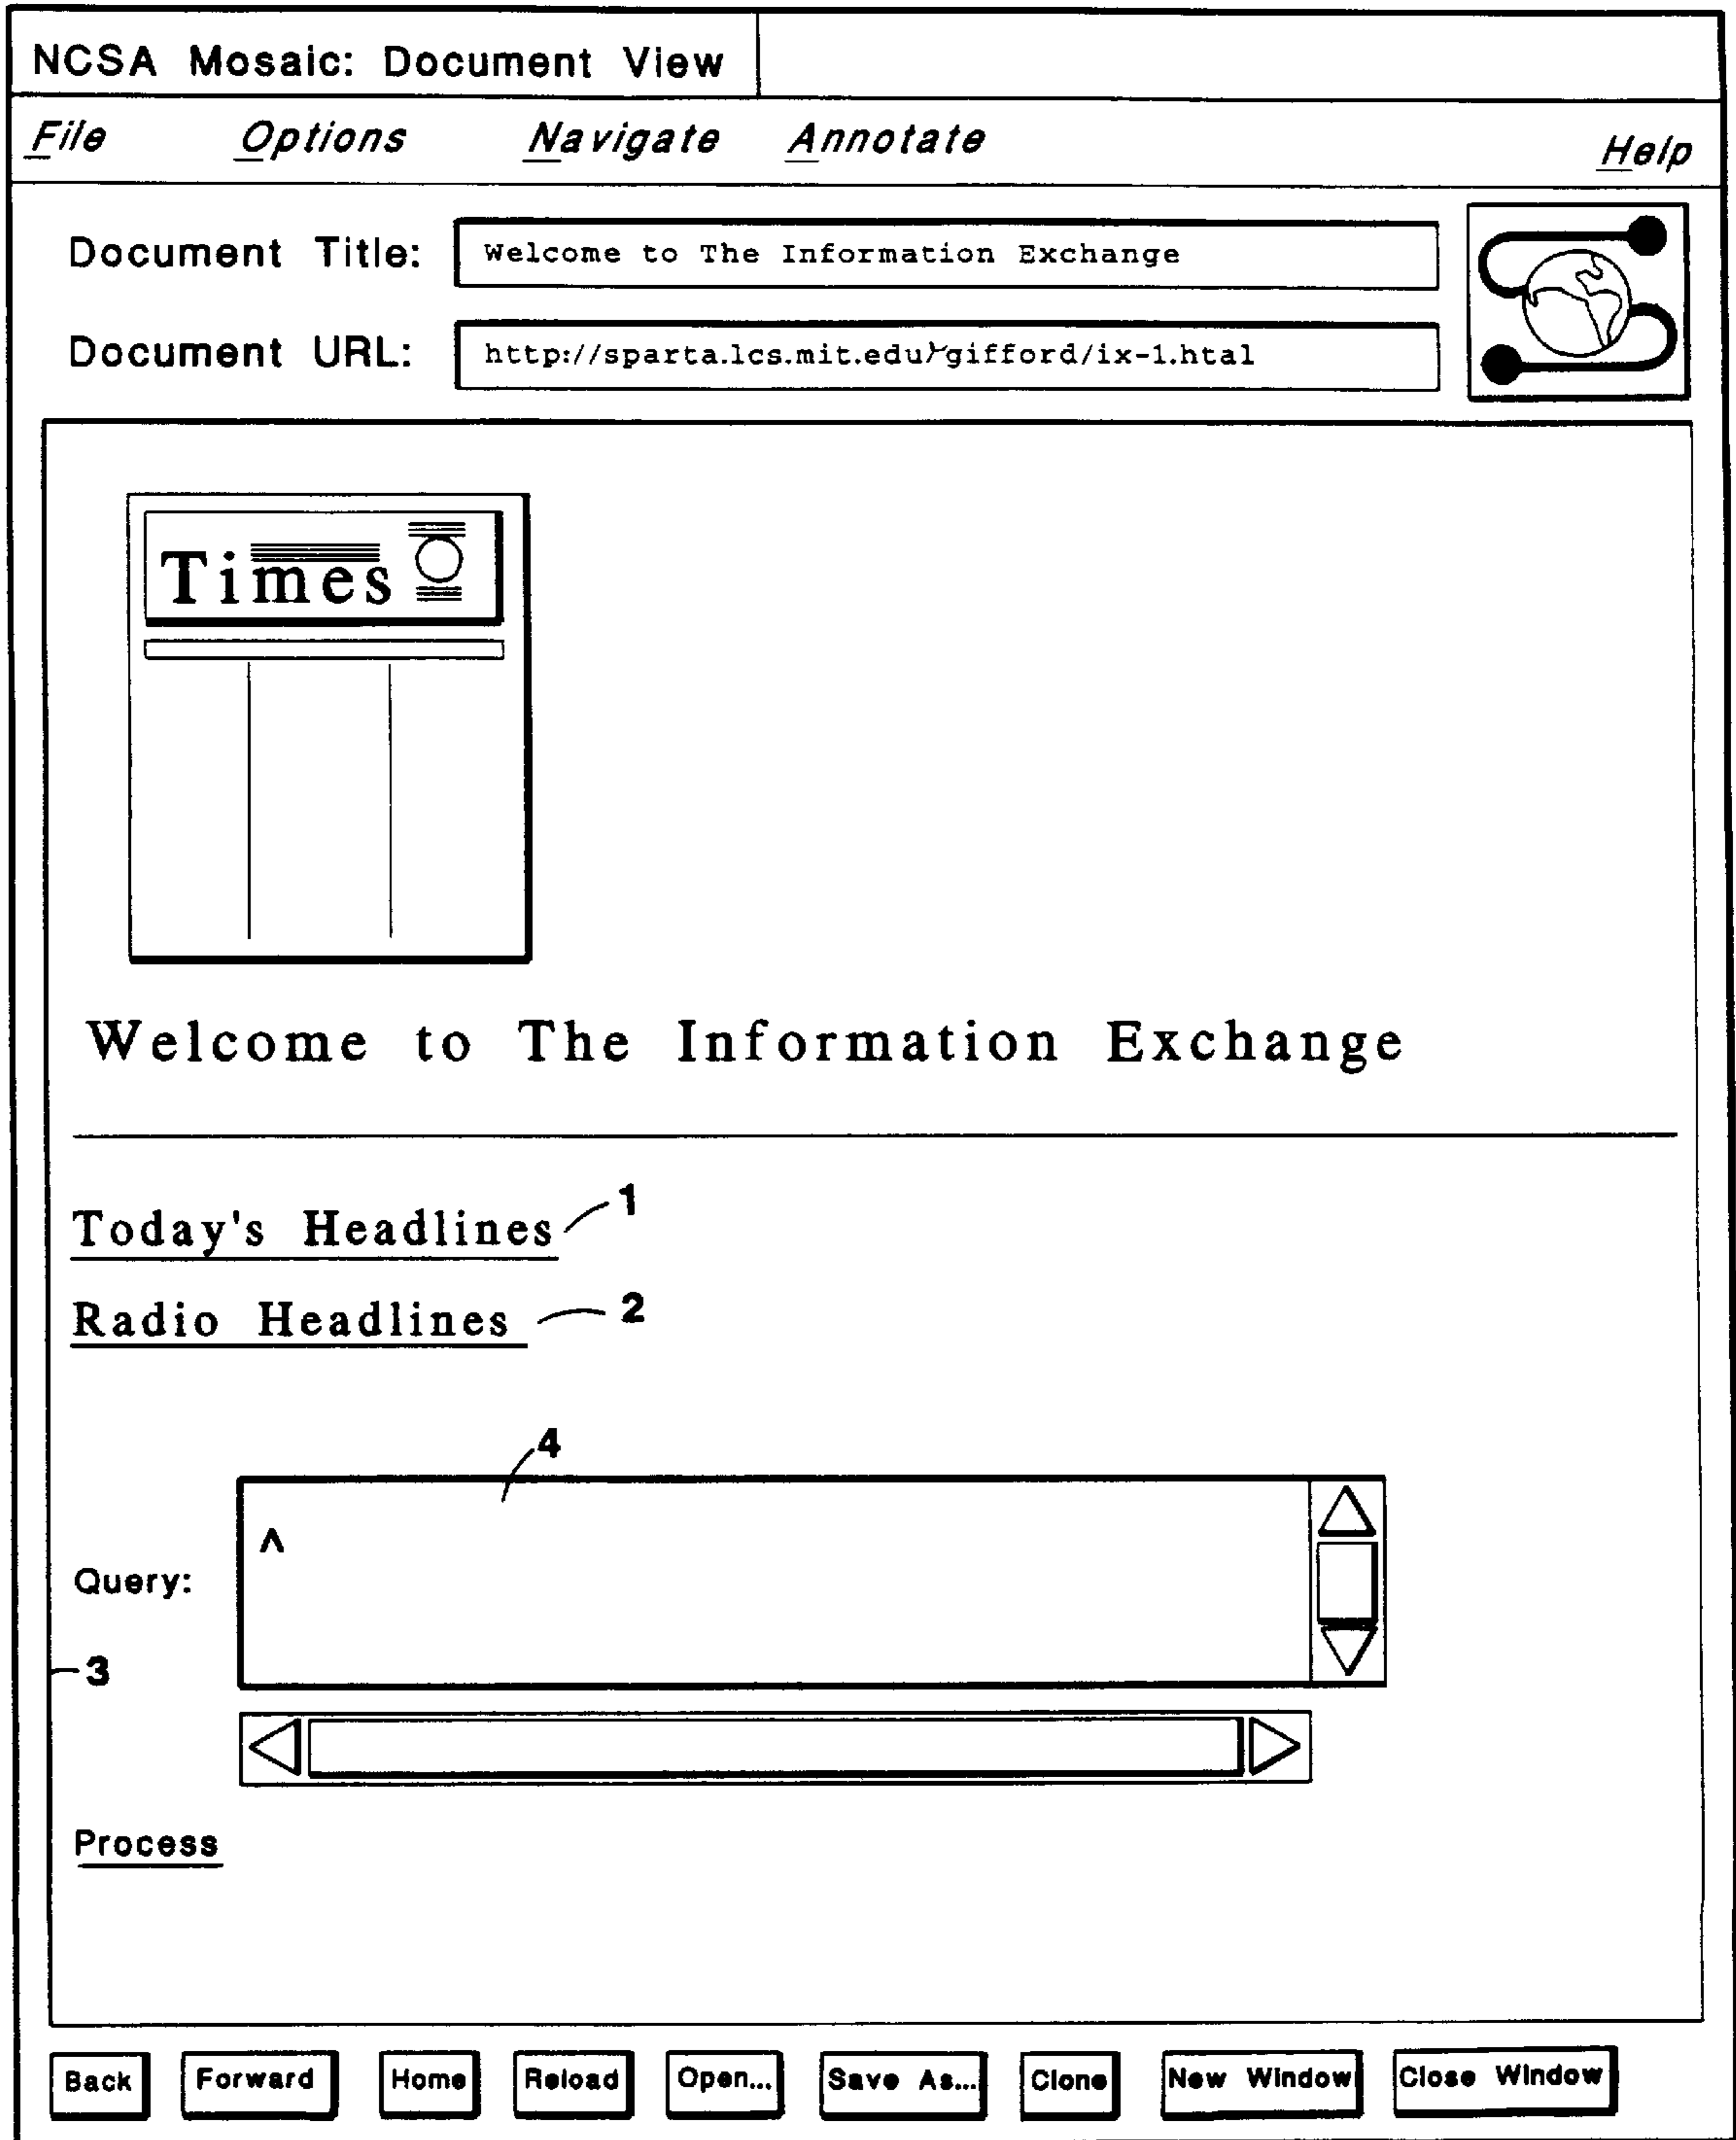 NCSA Mosaic: Document View
File Options Navigate Annotate Help
Document Title: Welcome to The Information Exchange
Document URL: http://sparta.lcs.mit.edu/~gifford/ix-1.htal
Times
Welcome to The Information Exchange
Today's Headlines 1
Radio Headlines 2
4
^
Query:
3
Process
Back Forward Home Reload Open... Save As... Clone New Window Close Window